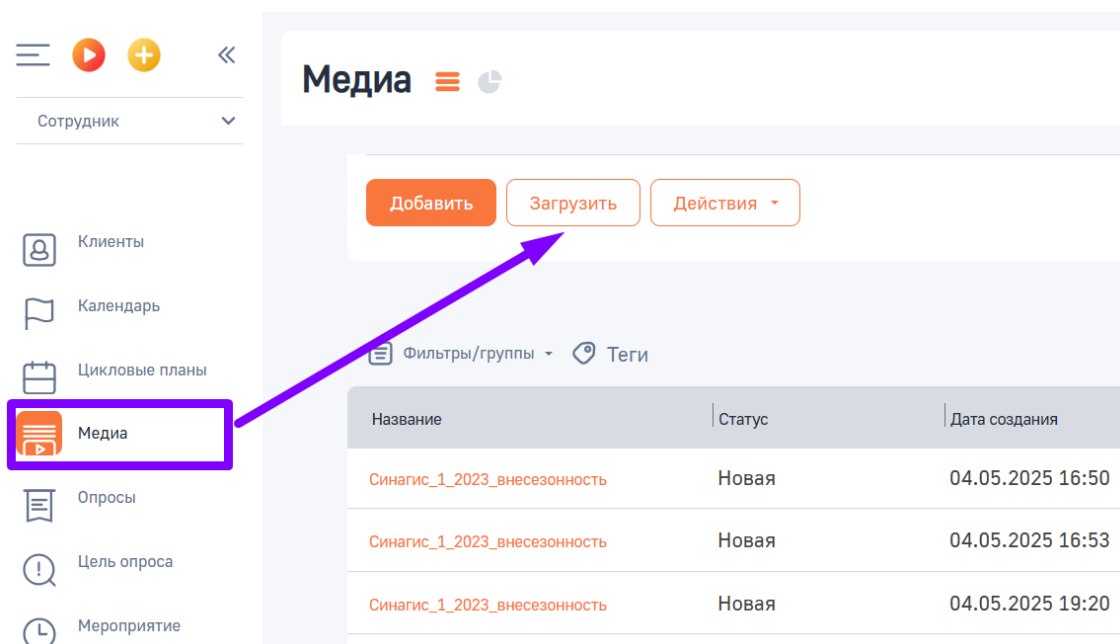 Сотрудник
Клиенты
Календарь
Цикловые планы
Медиа
Опросы
Цель опроса
Мероприятие
Медиа
Добавить Загрузить Действия
Фильтры/группы Теги
Название Статус Дата создания
Синагис_1_2023_внесезонность Новая 04.05.2025 16:50
Синагис_1_2023_внесезонность Новая 04.05.2025 16:53
Синагис_1_2023_внесезонность Новая 04.05.2025 19:20